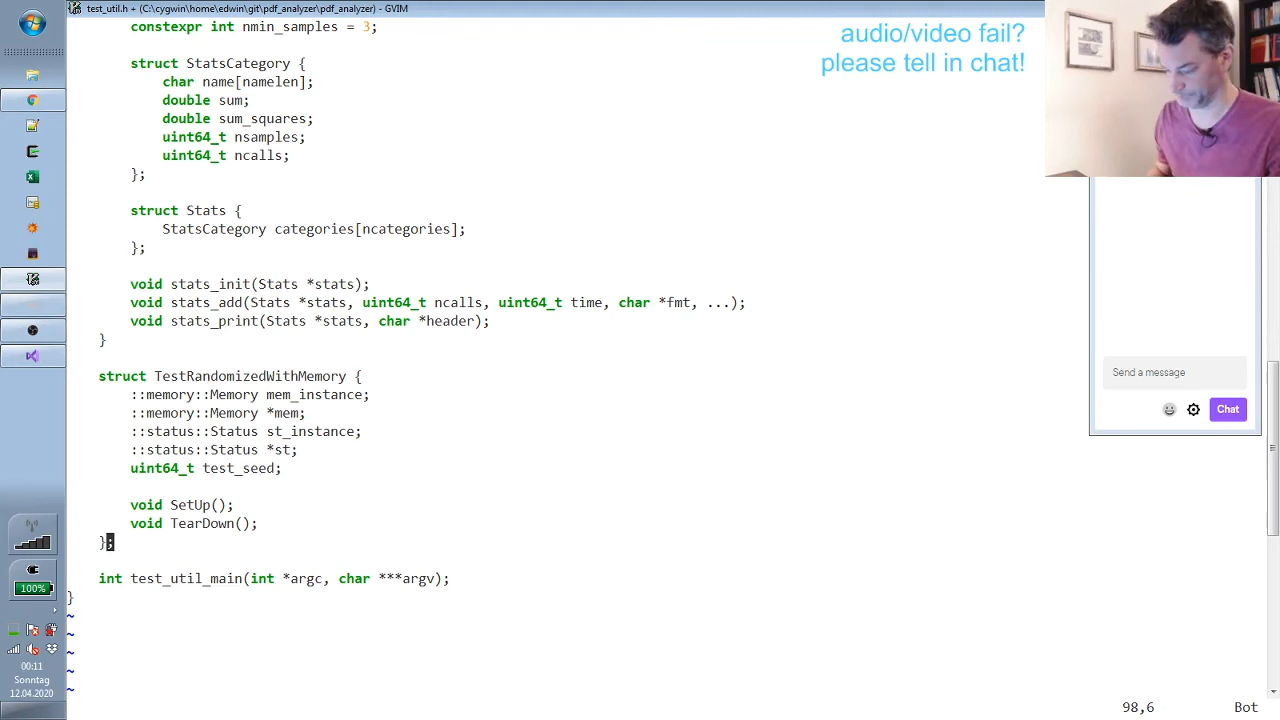 test_util.h + (C:\cygwin\home\edwin\git\pdf_analyzer\pdf_analyzer) - GVIM
constexpr int nmin_samples = 3;
struct StatsCategory {
char name[namelen];
double sum;
double sum_squares;
uint64_t nsamples;
uint64_t ncalls;
};
struct Stats {
StatsCategory categories[ncategories];
};
void stats_init(Stats *stats);
void stats_add(Stats *stats, uint64_t ncalls, uint64_t time, char *fmt, ...);
void stats_print(Stats *stats, char *header);
}
struct TestRandomizedWithMemory {
::memory::Memory mem_instance;
::memory::Memory *mem;
::status::Status st_instance;
::status::Status *st;
uint64_t test_seed;
void SetUp();
void TearDown();
};
int test_util_main(int *argc, char ***argv);
}
~
~
~
~
~
98,6 Bot
audio/video fail?
please tell in chat!
Send a message
Chat
100%
00:11
Sonntag
12.04.2020